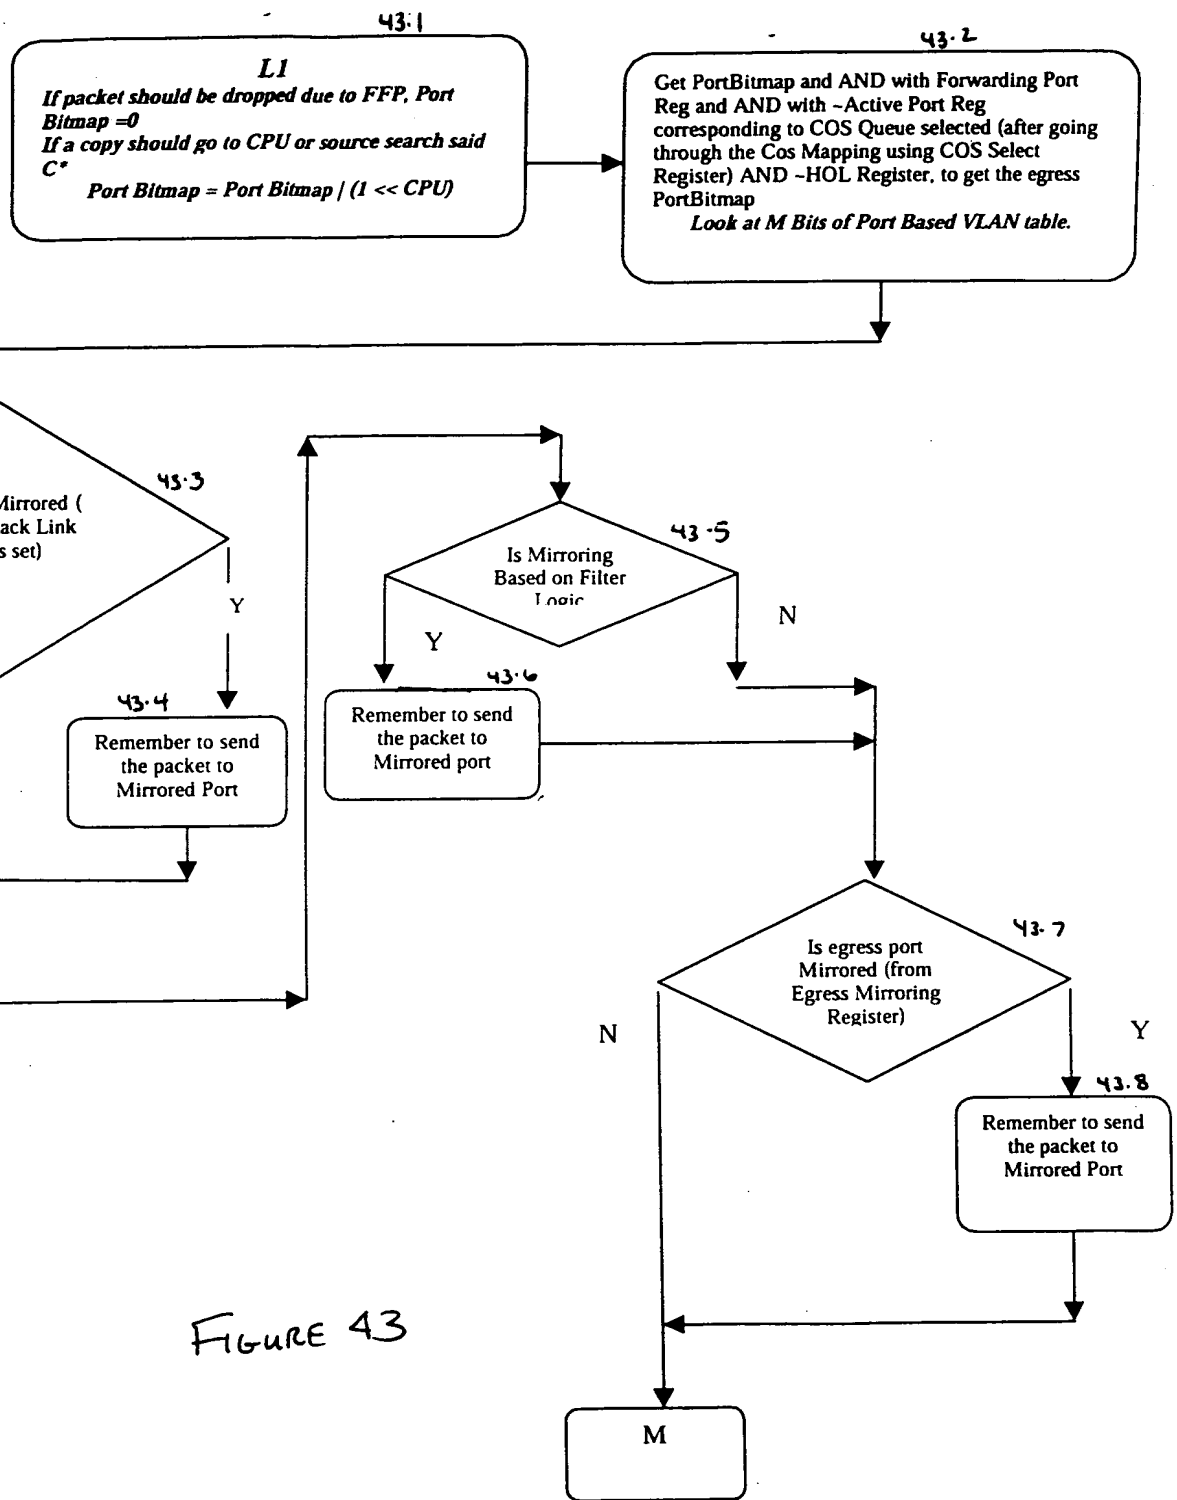 43.1
L1
If packet should be dropped due to FFP, Port
Bitmap =0
If a copy should go to CPU or source search said
C*
Port Bitmap = Port Bitmap | (1 << CPU)
43.2
Get PortBitmap and AND with Forwarding Port
Reg and AND with ~Active Port Reg
corresponding to COS Queue selected (after going
through the Cos Mapping using COS Select
Register) AND ~HOL Register, to get the egress
PortBitmap
Look at M Bits of Port Based VLAN table.
43.3
Mirrored (
ack Link
s set)
Y
43.4
Remember to send
the packet to
Mirrored Port
43.5
Is Mirroring
Based on Filter
Logic
Y
N
43.6
Remember to send
the packet to
Mirrored port
43.7
Is egress port
Mirrored (from
Egress Mirroring
Register)
N
Y
43.8
Remember to send
the packet to
Mirrored Port
FIGURE 43
M